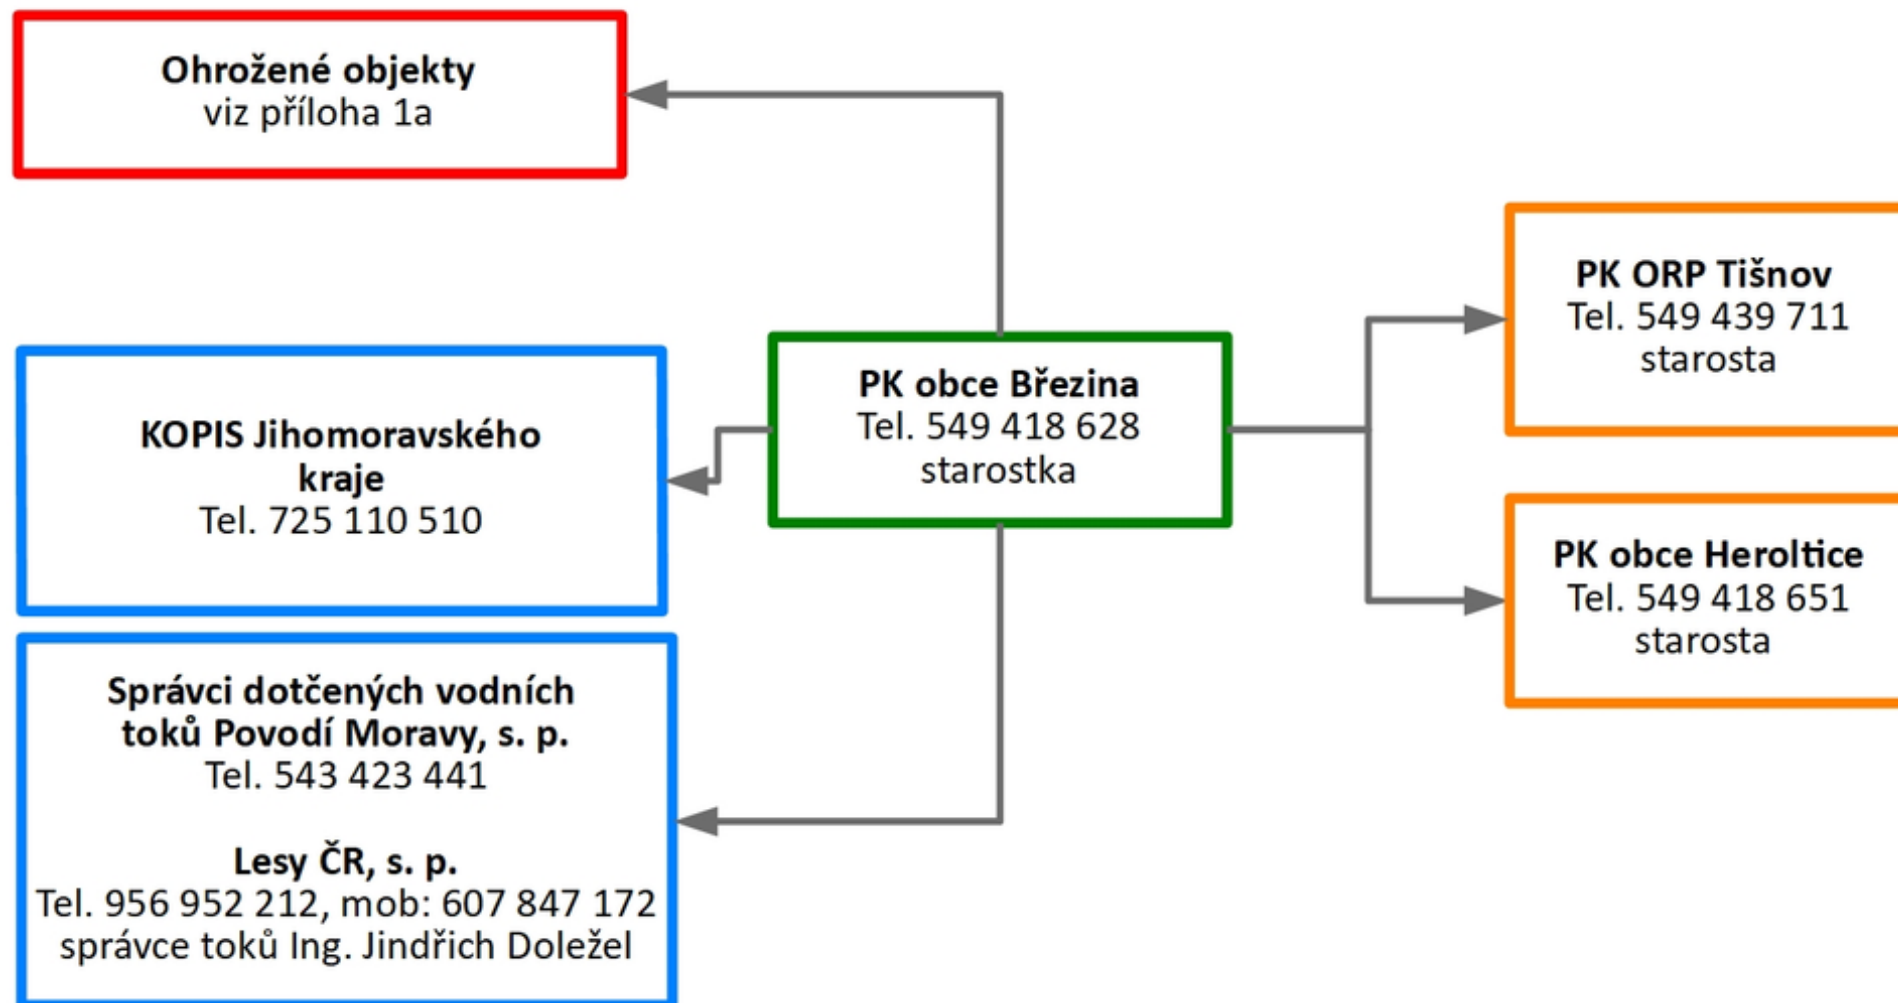 Ohrožené objekty
viz příloha 1a
KOPIS Jihomoravského
kraje
Tel. 725 110 510
Správci dotčených vodních
toků Povodí Moravy, s. p.
Tel. 543 423 441
Lesy ČR, s. p.
Tel. 956 952 212, mob: 607 847 172
správce toků Ing. Jindřich Doležel
PK obce Březina
Tel. 549 418 628
starostka
PK ORP Tišnov
Tel. 549 439 711
starosta
PK obce Heroltice
Tel. 549 418 651
starosta